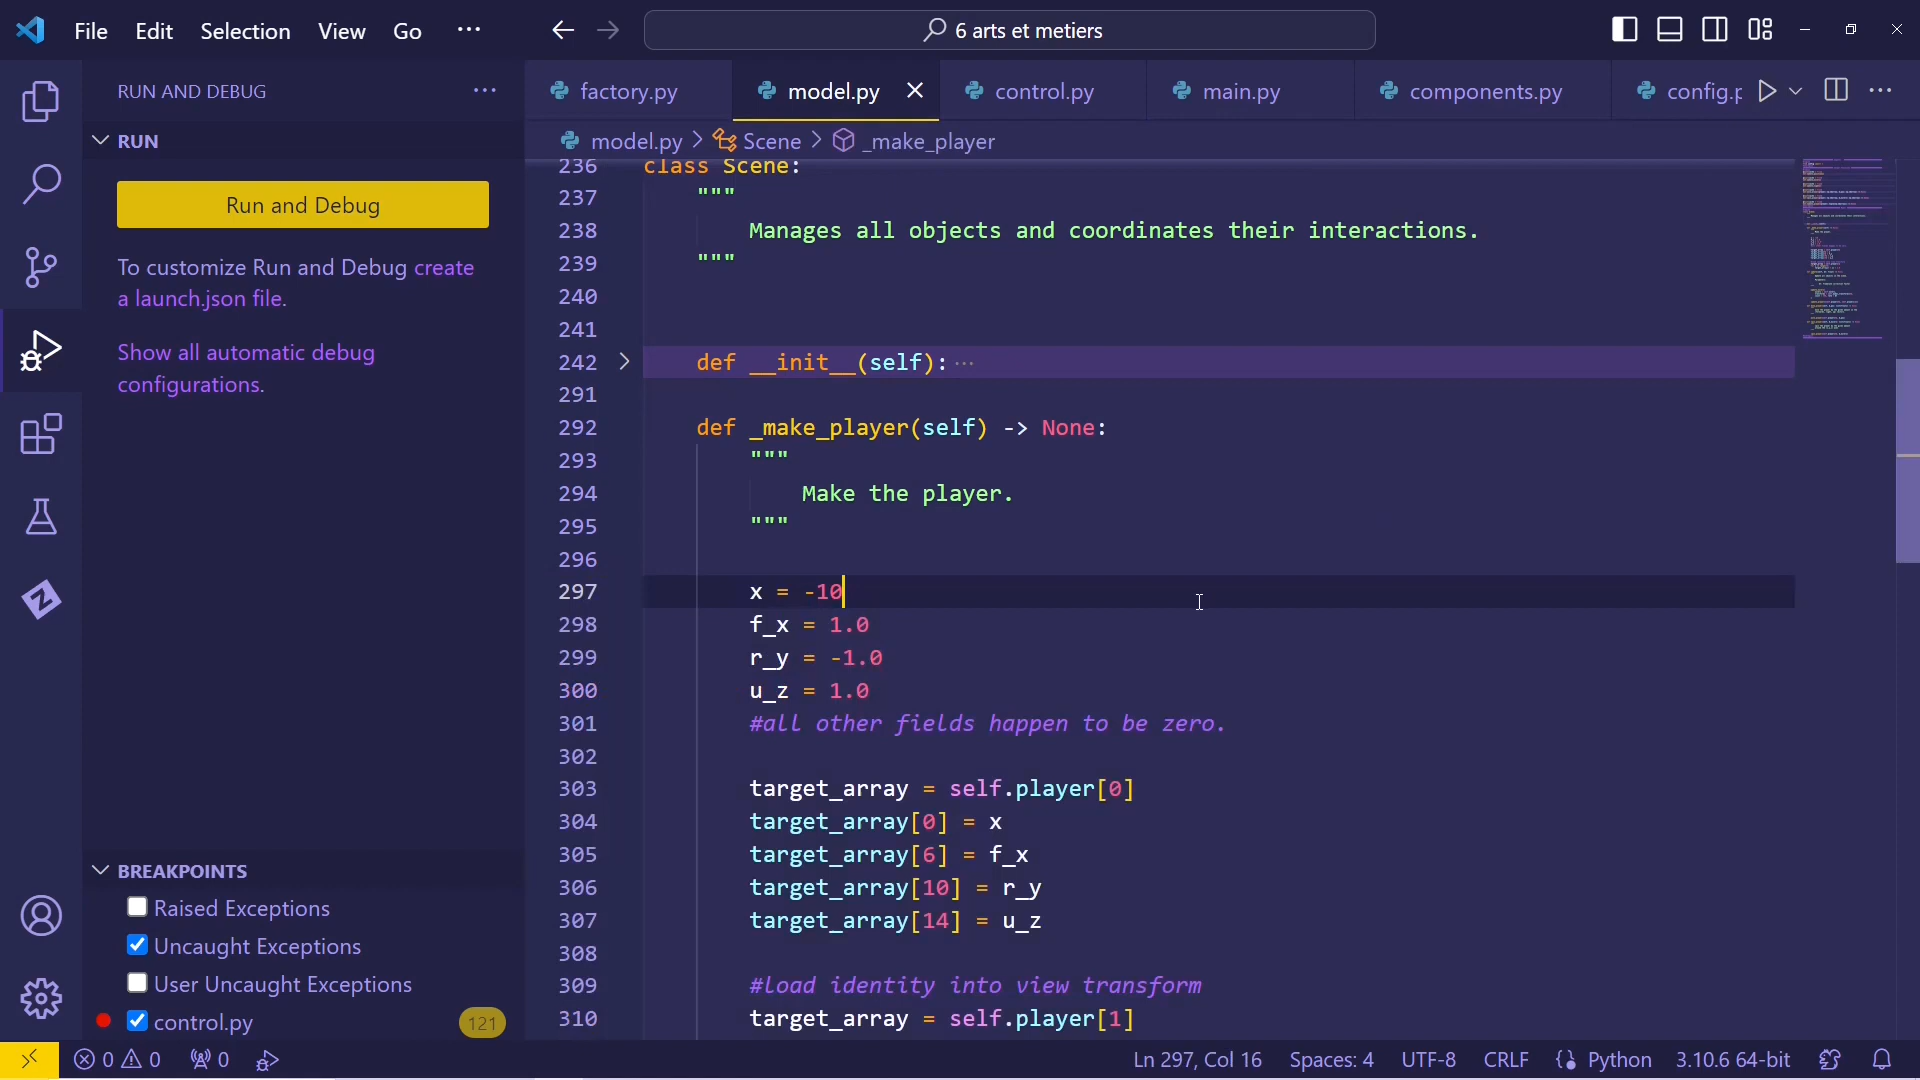 File Edit Selection View Go ···
6 arts et metiers
RUN AND DEBUG ···
RUN
Run and Debug
To customize Run and Debug create
a launch.json file.
Show all automatic debug
configurations.
BREAKPOINTS
Raised Exceptions
Uncaught Exceptions
User Uncaught Exceptions
control.py 121
factory.py model.py control.py main.py components.py config.p
model.py > Scene > _make_player
236 class Scene:
237 """
238 Manages all objects and coordinates their interactions.
239 """
240
241
242 def __init__(self): ···
291
292 def _make_player(self) -> None:
293 """
294 Make the player.
295 """
296
297 x = -10
298 f_x = 1.0
299 r_y = -1.0
300 u_z = 1.0
301 #all other fields happen to be zero.
302
303 target_array = self.player[0]
304 target_array[0] = x
305 target_array[6] = f_x
306 target_array[10] = r_y
307 target_array[14] = u_z
308
309 #load identity into view transform
310 target_array = self.player[1]
0 0 0 Ln 297, Col 16 Spaces: 4 UTF-8 CRLF Python 3.10.6 64-bit